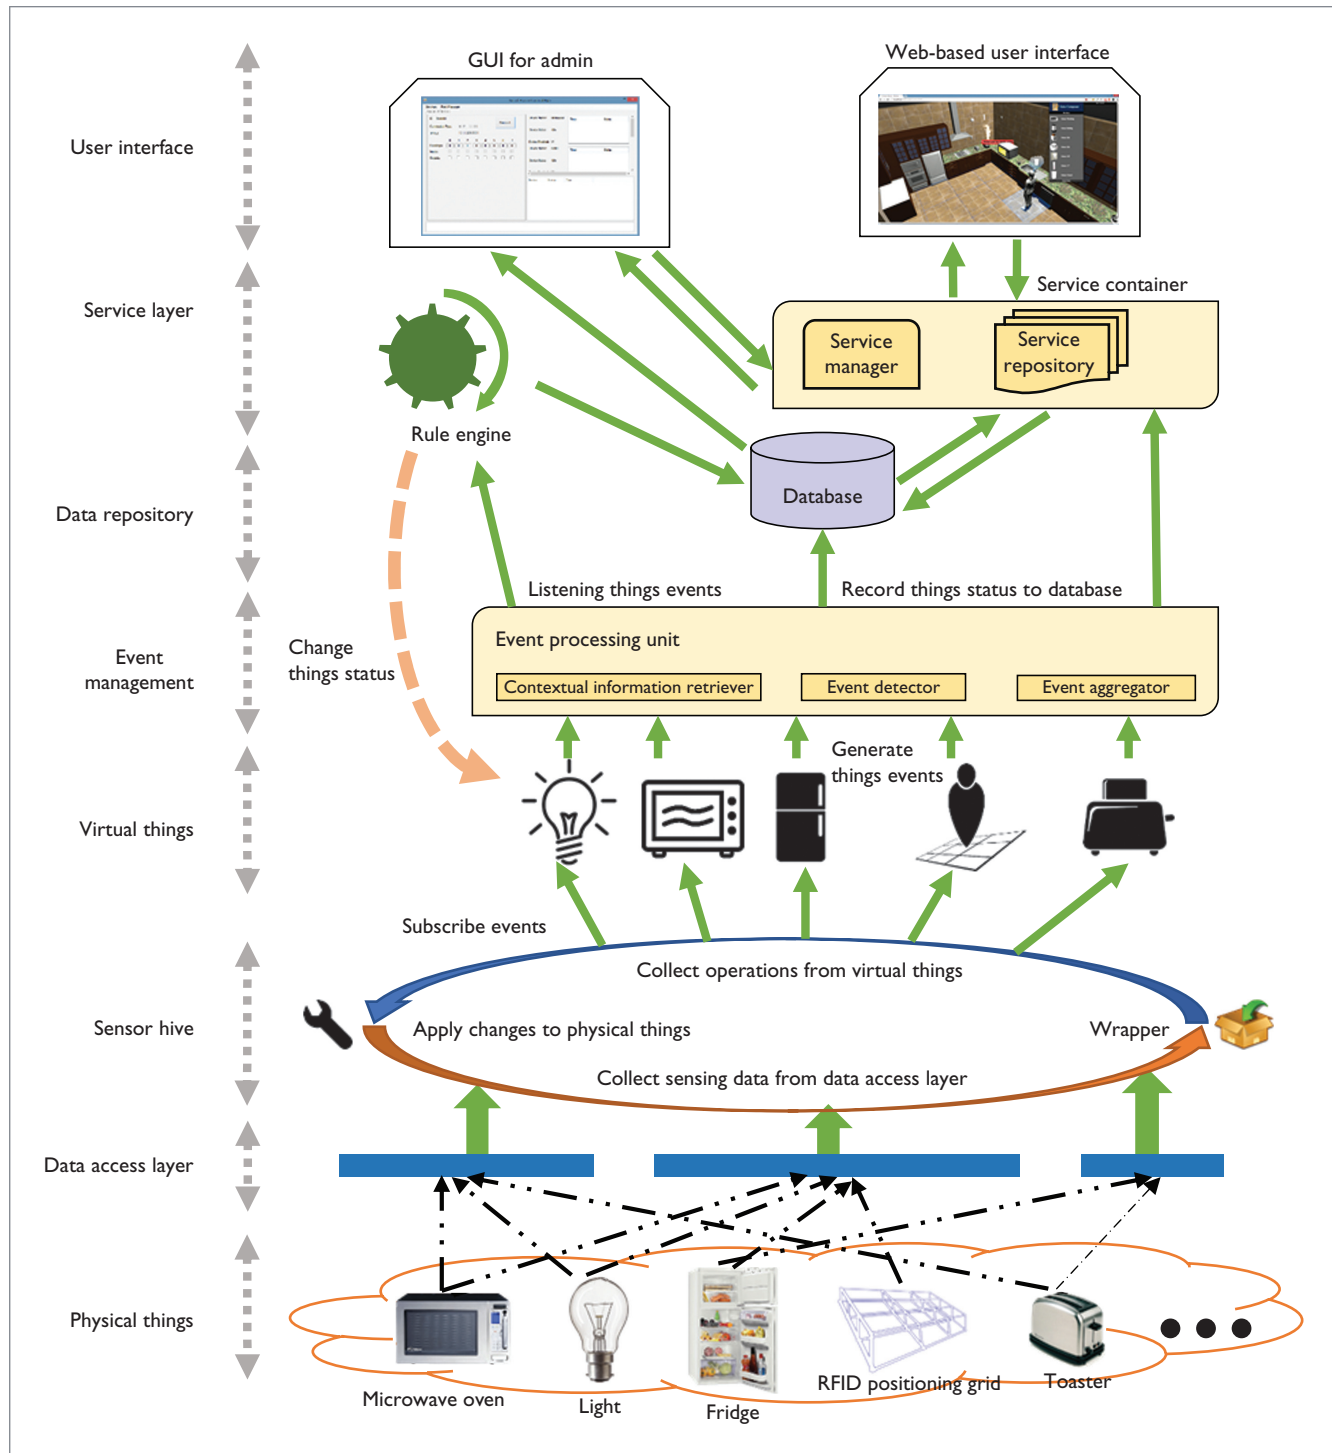 GUI for admin
Web-based user interface
User interface
Service layer
Service container
Service
manager
Service
repository
Rule engine
Database
Data repository
Listening things events
Record things status to database
Event
management
Change
things status
Event processing unit
Contextual information retriever
Event detector
Event aggregator
Generate
things events
Virtual things
Subscribe events
Collect operations from virtual things
Sensor hive
Apply changes to physical things
Wrapper
Collect sensing data from data access layer
Data access layer
Physical things
Microwave oven
Light
Fridge
RFID positioning grid
Toaster